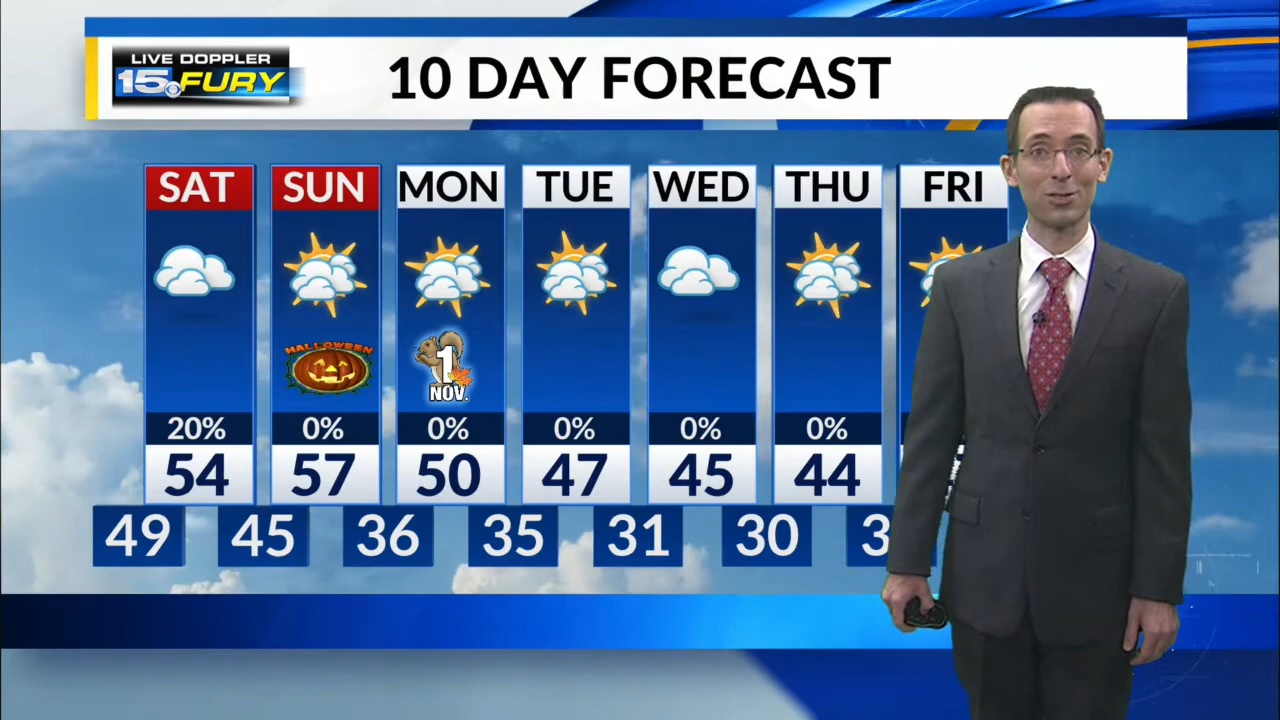 LIVE DOPPLER
15 FURY
10 DAY FORECAST
SAT SUN MON TUE WED THU FRI
HALLOWEEN
1
NOV.
20% 0% 0% 0% 0% 0%
54 57 50 47 45 44
49 45 36 35 31 30 3